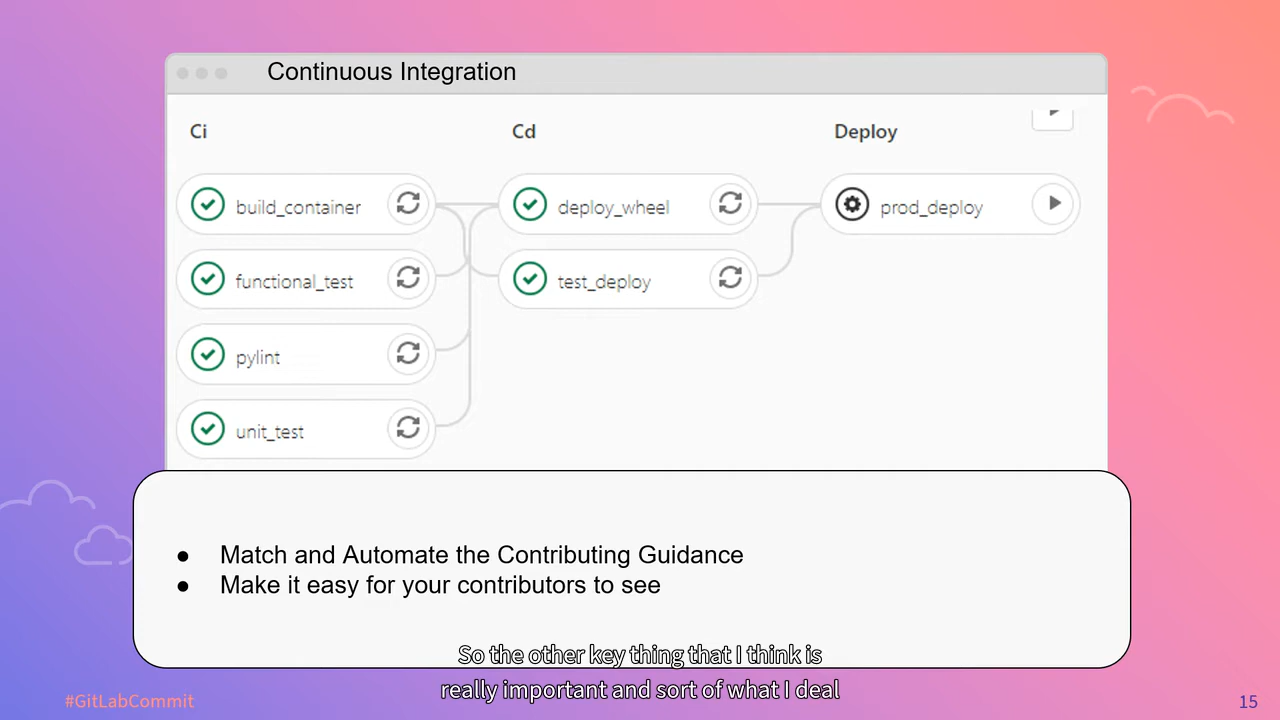 Continuous Integration
Ci
Cd
Deploy
build_container
deploy_wheel
prod_deploy
functional_test
test_deploy
pylint
unit_test
● Match and Automate the Contributing Guidance
● Make it easy for your contributors to see
So the other key thing that I think is
really important and sort of what I deal
#GitLabCommit
15